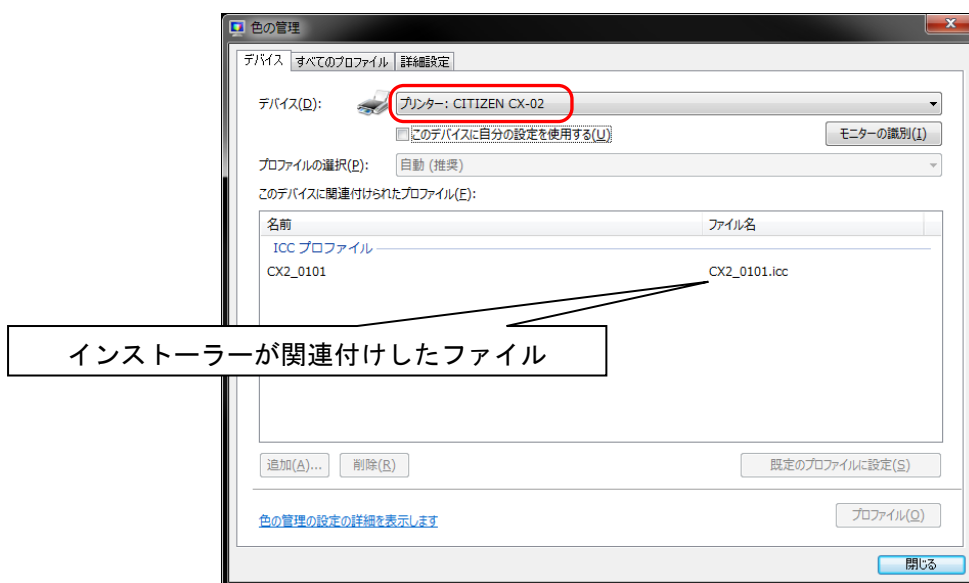 色の管理
デバイス すべてのプロファイル 詳細設定
デバイス(D): プリンター: CITIZEN CX-02
このデバイスに自分の設定を使用する(U) モニターの識別(I)
プロファイルの選択(P): 自動 (推奨)
このデバイスに関連付けられたプロファイル(F):
名前 ファイル名
ICC プロファイル
CX2_0101 CX2_0101.icc
インストーラーが関連付けしたファイル
追加(A)... 削除(R) 既定のプロファイルに設定(S)
色の管理の設定の詳細を表示します プロファイル(O)
閉じる